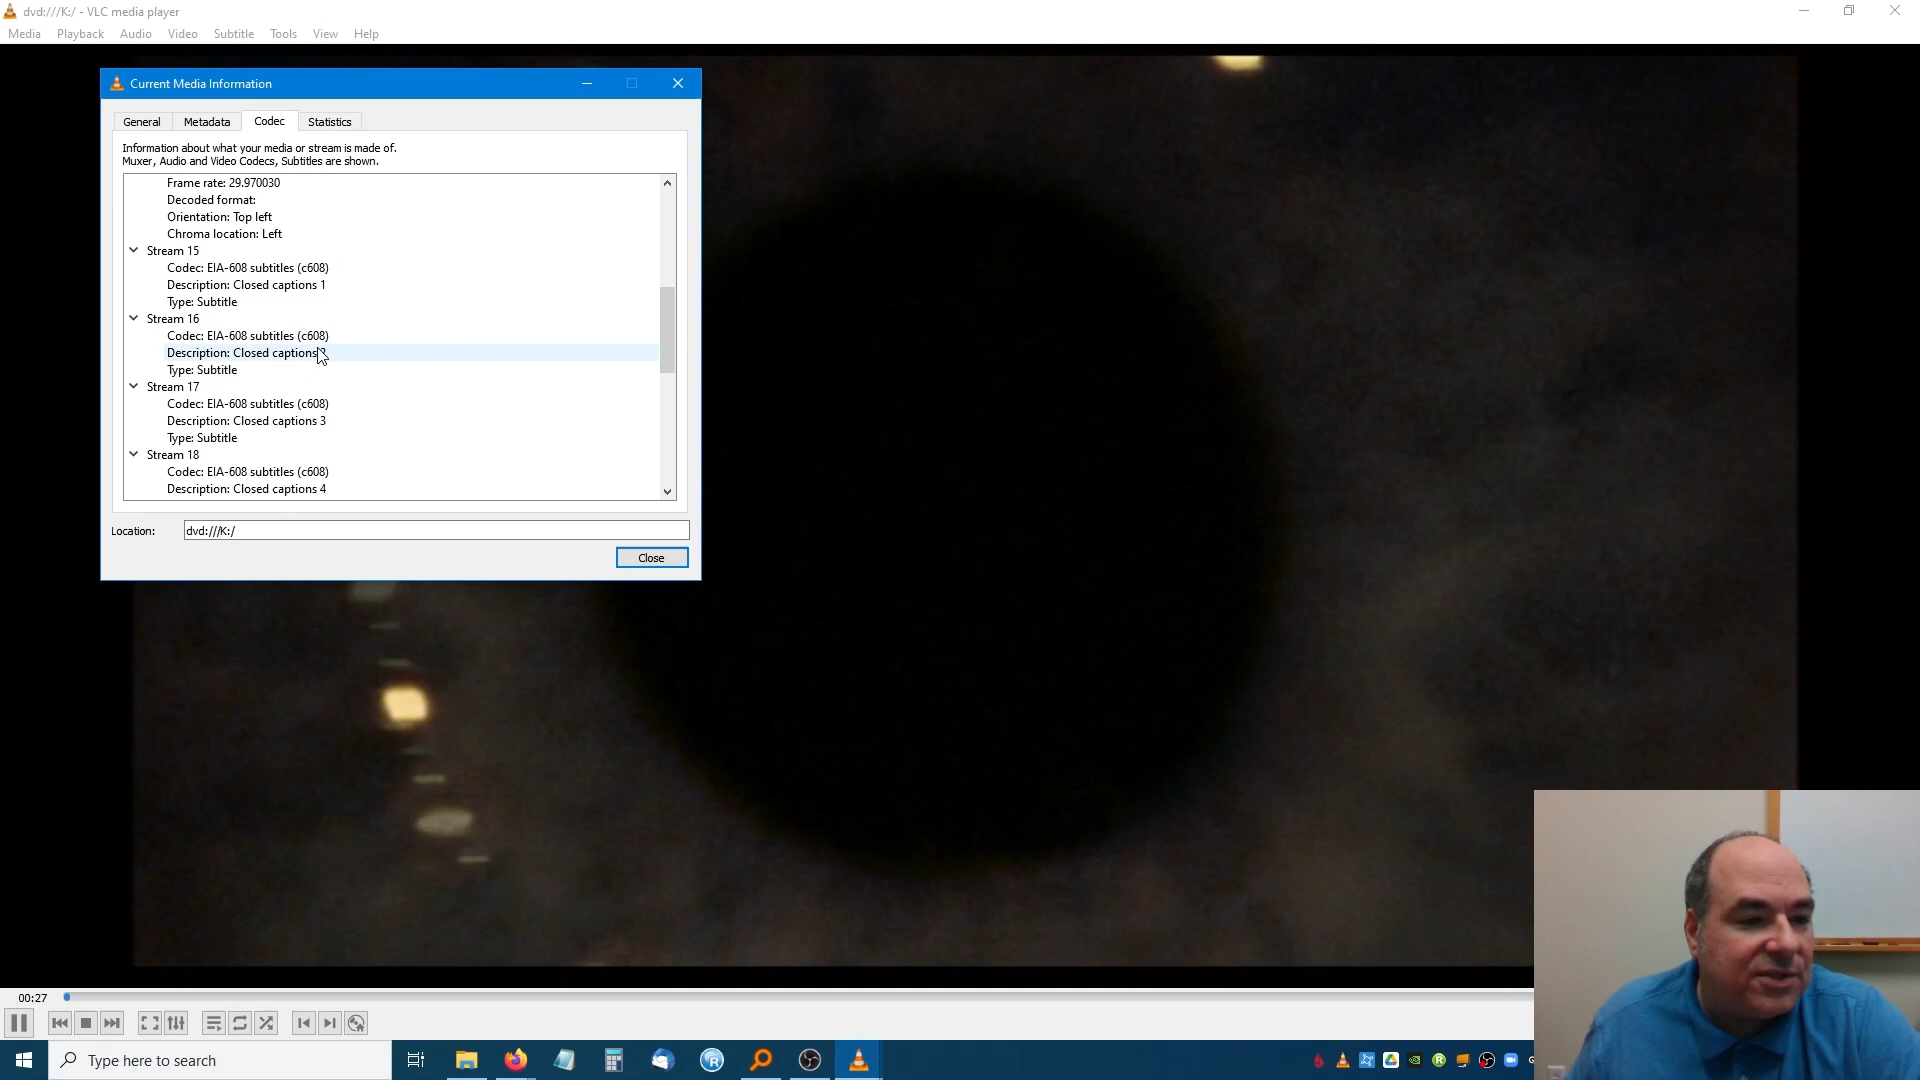 dvd:///K:/ - VLC media player
Media Playback Audio Video Subtitle Tools View Help
Current Media Information
General Metadata Codec Statistics
Information about what your media or stream is made of.
Muxer, Audio and Video Codecs, Subtitles are shown.
Frame rate: 29.970030
Decoded format:
Orientation: Top left
Chroma location: Left
Stream 15
Codec: EIA-608 subtitles (c608)
Description: Closed captions 1
Type: Subtitle
Stream 16
Codec: EIA-608 subtitles (c608)
Description: Closed captions
Type: Subtitle
Stream 17
Codec: EIA-608 subtitles (c608)
Description: Closed captions 3
Type: Subtitle
Stream 18
Codec: EIA-608 subtitles (c608)
Description: Closed captions 4
Location: dvd:///K:/
Close
00:27
Type here to search